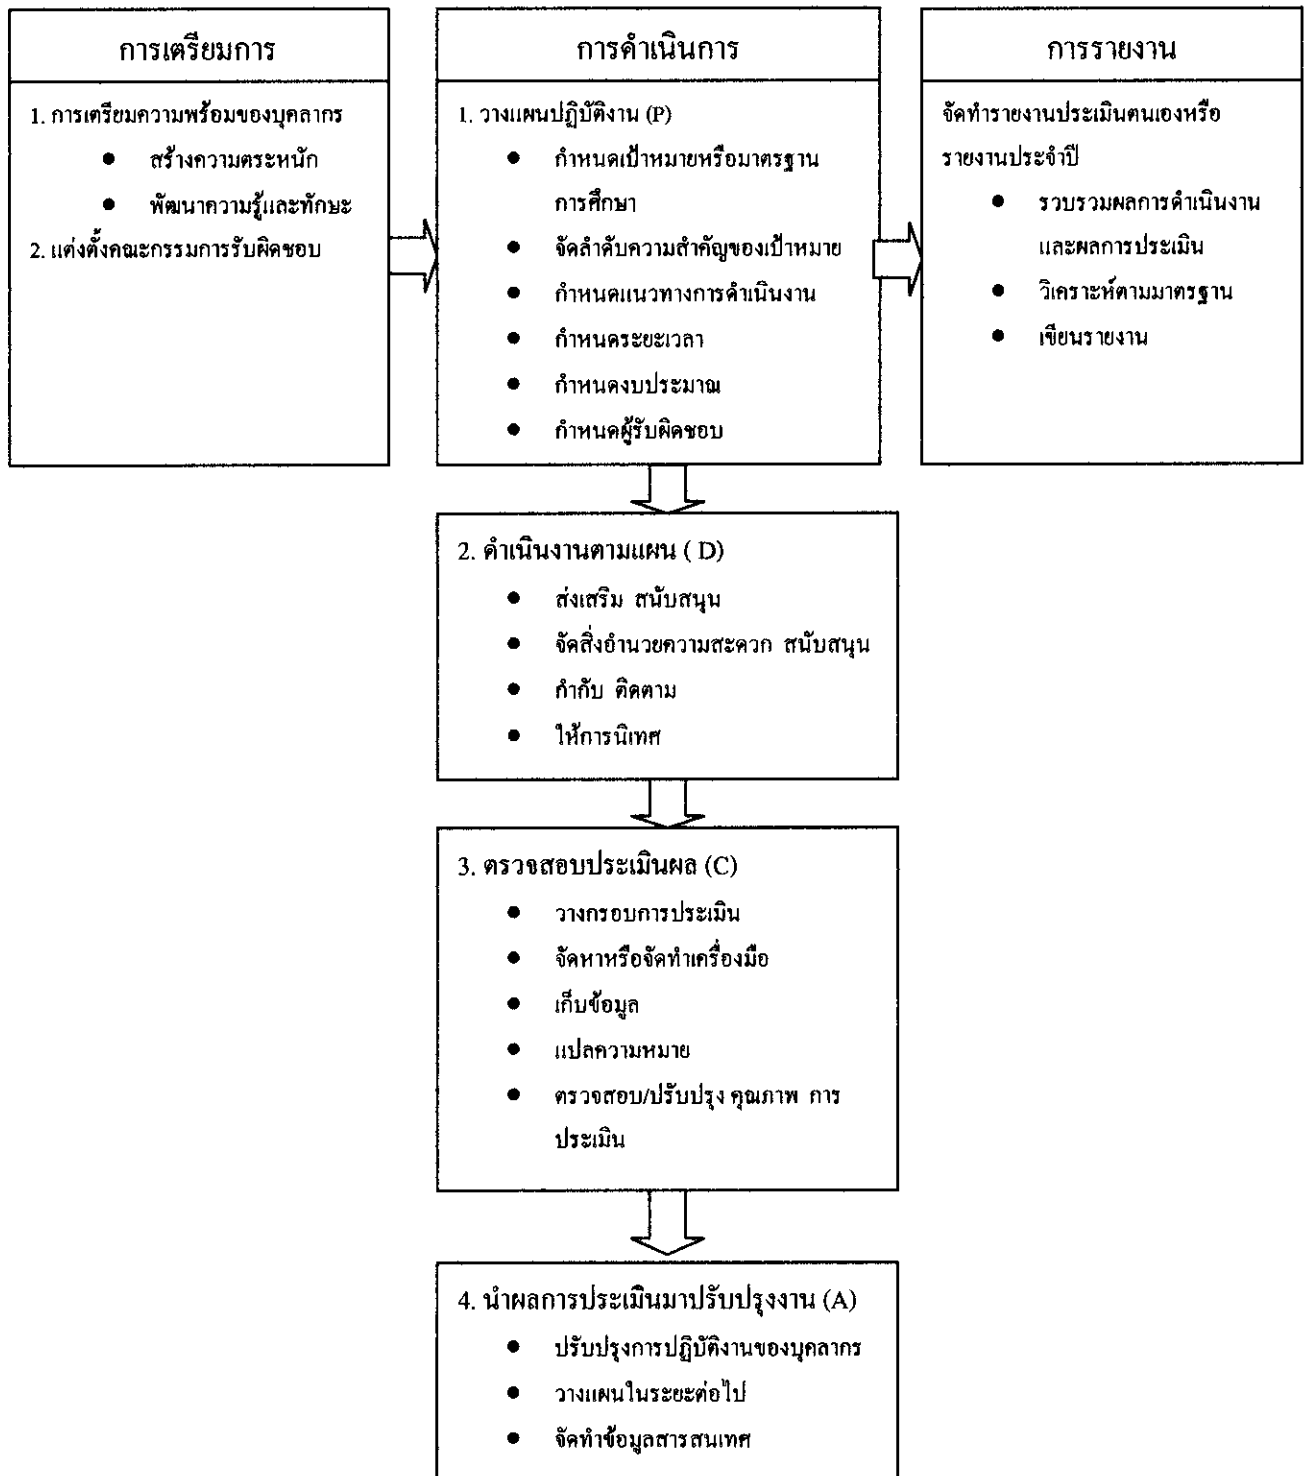 การเตรียมการ
1. การเตรียมความพร้อมของบุคลากร
● สร้างความตระหนัก
● พัฒนาความรู้และทักษะ
2. แต่งตั้งคณะกรรมการรับผิดชอบ
การดำเนินการ
1. วางแผนปฏิบัติงาน (P)
● กำหนดเป้าหมายหรือมาตรฐาน
การศึกษา
● จัดลำดับความสำคัญของเป้าหมาย
● กำหนดแนวทางการดำเนินงาน
● กำหนดระยะเวลา
● กำหนดงบประมาณ
● กำหนดผู้รับผิดชอบ
การรายงาน
จัดทำรายงานประเมินตนเองหรือ
รายงานประจำปี
● รวบรวมผลการดำเนินงาน
และผลการประเมิน
● วิเคราะห์ตามมาตรฐาน
● เขียนรายงาน
2. ดำเนินงานตามแผน ( D)
● ส่งเสริม สนับสนุน
● จัดสิ่งอำนวยความสะดวก สนับสนุน
● กำกับ ติดตาม
● ให้การนิเทศ
3. ตรวจสอบประเมินผล (C)
● วางกรอบการประเมิน
● จัดหาหรือจัดทำเครื่องมือ
● เก็บข้อมูล
● แปลความหมาย
● ตรวจสอบ/ปรับปรุง คุณภาพ การ
ประเมิน
4. นำผลการประเมินมาปรับปรุงงาน (A)
● ปรับปรุงการปฏิบัติงานของบุคลากร
● วางแผนในระยะต่อไป
● จัดทำข้อมูลสารสนเทศ